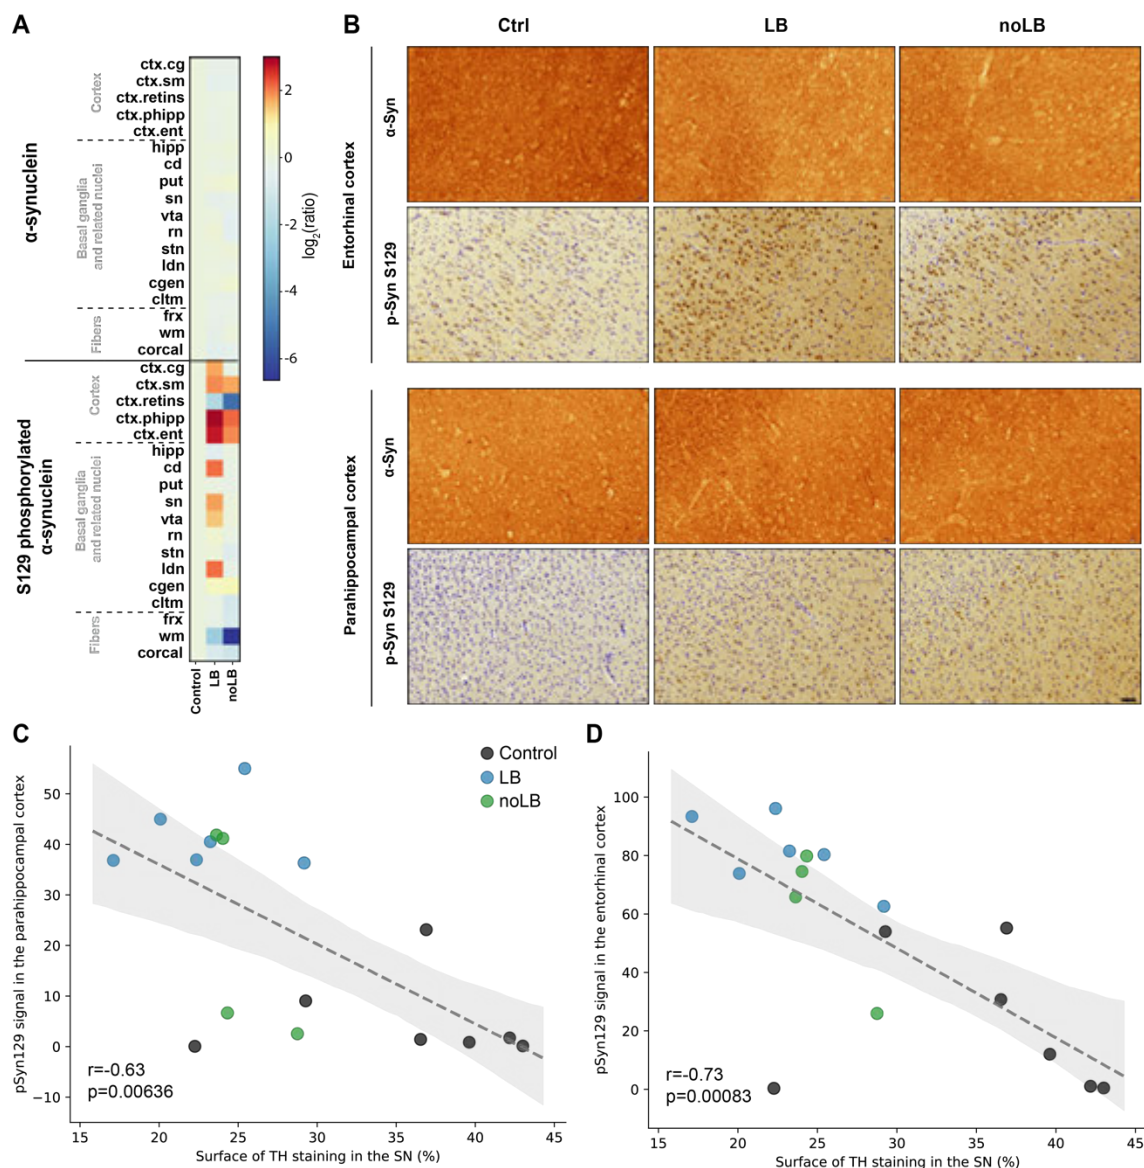 A
α-synuclein
S129 phosphorylated
α-synuclein
Cortex
Basal ganglia
and related nuclei
Fibers
Cortex
Basal ganglia
and related nuclei
Fibers
ctx.cg
ctx.sm
ctx.retins
ctx.phipp
ctx.ent
hipp
cd
put
sn
vta
rn
stn
ldn
cgen
cltm
frx
wm
corcal
ctx.cg
ctx.sm
ctx.retins
ctx.phipp
ctx.ent
hipp
cd
put
sn
vta
rn
stn
ldn
cgen
cltm
frx
wm
corcal
Control
LB
noLB
2
0
-2
-4
-6
log2(ratio)
B
Ctrl
LB
noLB
Entorhinal cortex
α-Syn
p-Syn S129
Parahippocampal cortex
α-Syn
p-Syn S129
C
Control
LB
noLB
pSyn129 signal in the parahippocampal cortex
50
40
30
20
10
0
−10
r=-0.63
p=0.00636
15 20 25 30 35 40 45
Surface of TH staining in the SN (%)
D
pSyn129 signal in the entorhinal cortex
100
80
60
40
20
0
r=-0.73
p=0.00083
15 20 25 30 35 40 45
Surface of TH staining in the SN (%)